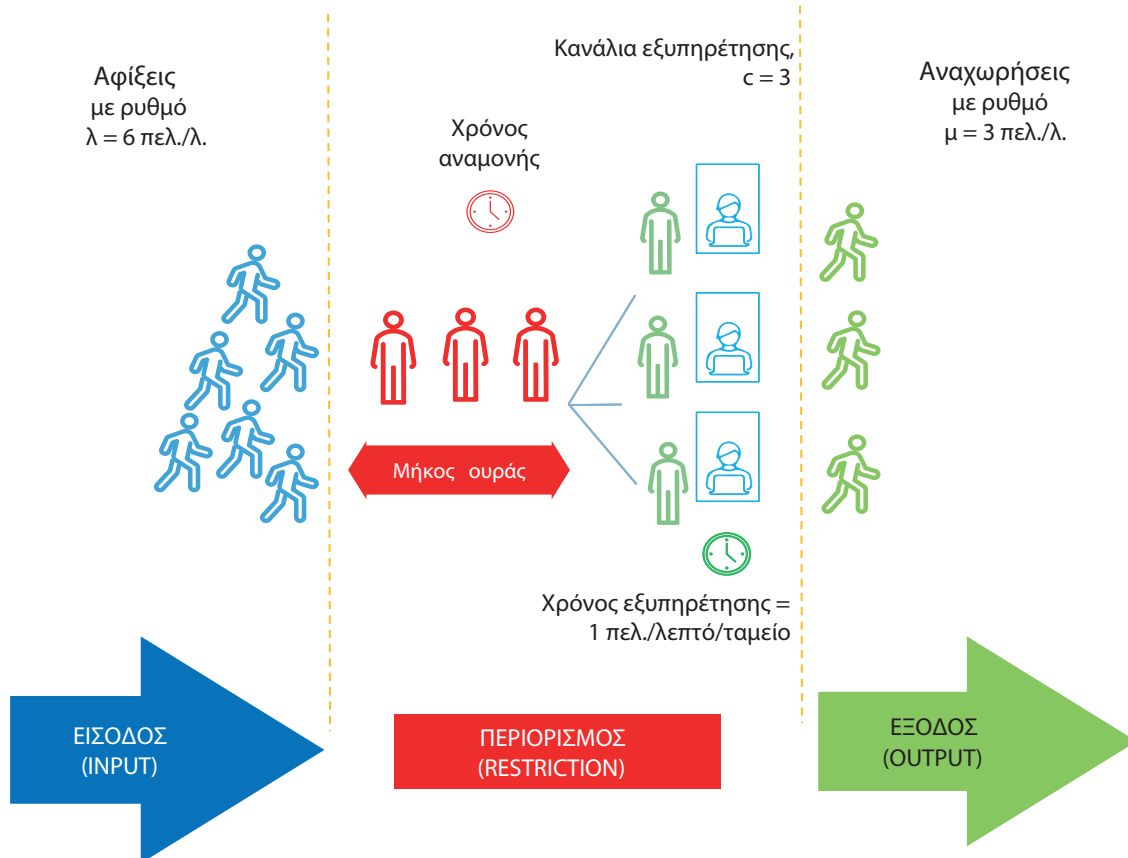 Αφίξεις
με ρυθμό
λ = 6 πελ./λ.
Χρόνος
αναμονής
Κανάλια εξυπηρέτησης,
c = 3
Αναχωρήσεις
με ρυθμό
μ = 3 πελ./λ.
Μήκος ουράς
Χρόνος εξυπηρέτησης =
1 πελ./λεπτό/ταμείο
ΕΙΣΟΔΟΣ
(INPUT)
ΠΕΡΙΟΡΙΣΜΟΣ
(RESTRICTION)
ΕΞΟΔΟΣ
(OUTPUT)